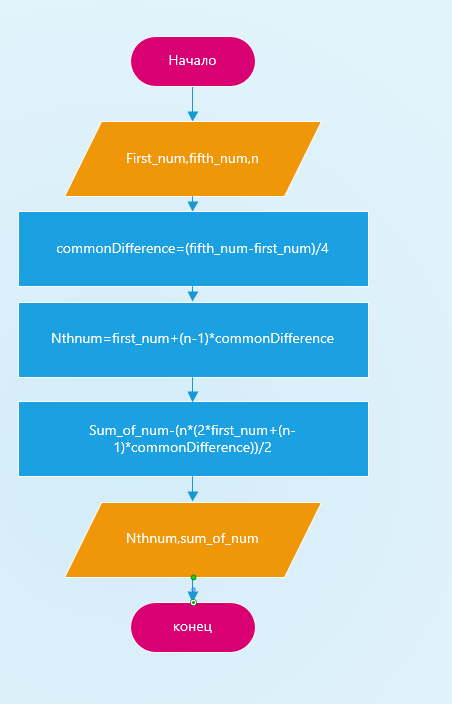 Начало
First_num,fifth_num,n
commonDifference=(fifth_num-first_num)/4
Nthnum=first_num+(n-1)*commonDifference
Sum_of_num-(n*(2*first_num+(n-
1)*commonDifference))/2
Nthnum,sum_of_num
конец